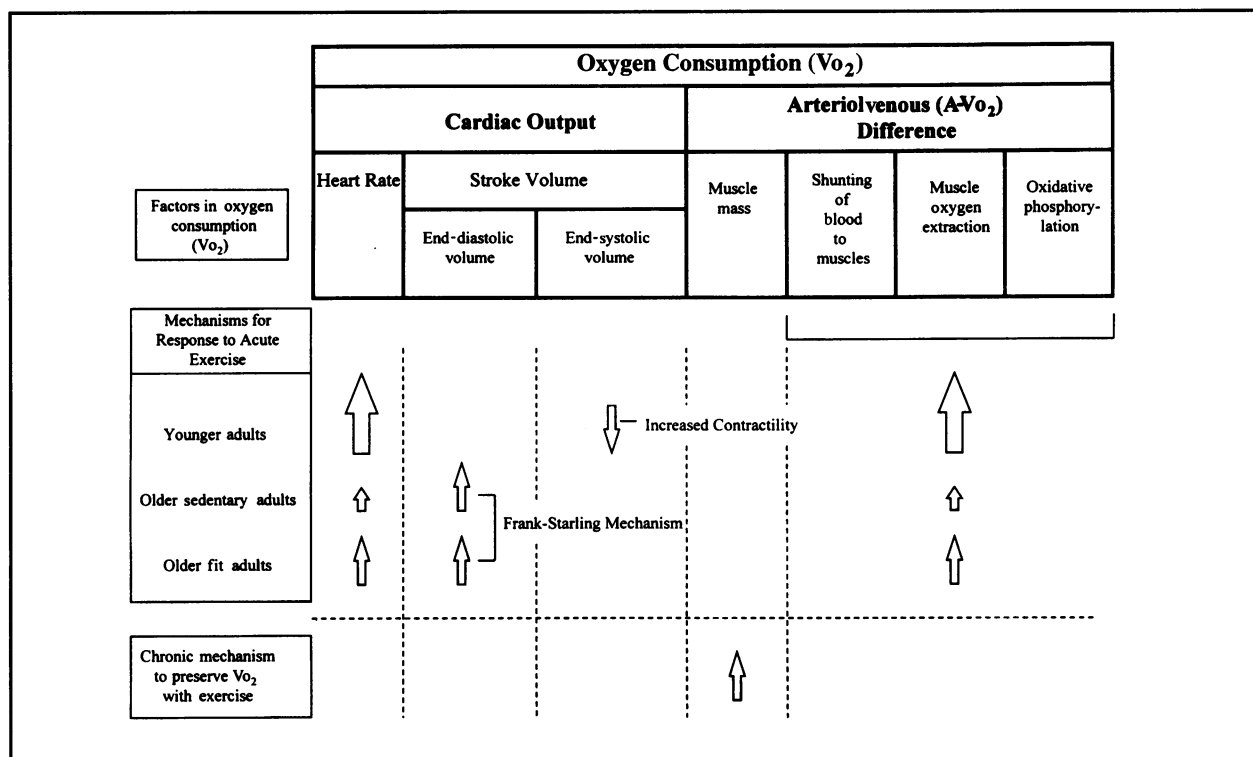 Oxygen Consumption (Vo2)
Cardiac Output
Arteriolvenous (A-Vo2)
Difference
Heart Rate
Stroke Volume
End-diastolic
volume
End-systolic
volume
Muscle
mass
Shunting
of
blood
to
muscles
Muscle
oxygen
extraction
Oxidative
phosphory-
lation
Factors in oxygen
consumption
(Vo2)
Mechanisms for
Response to Acute
Exercise
Younger adults
Increased Contractility
Older sedentary adults
Frank-Starling Mechanism
Older fit adults
Chronic mechanism
to preserve Vo2
with exercise